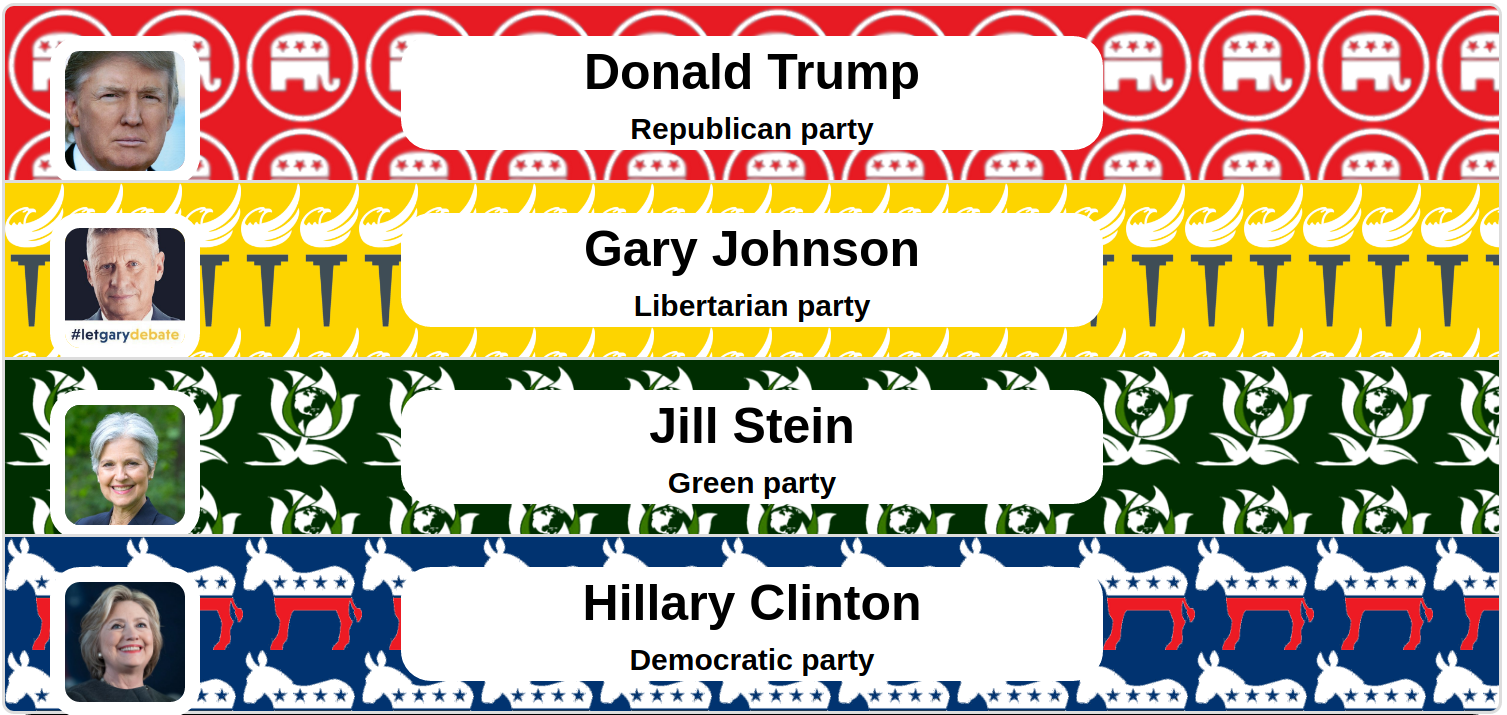 Donald Trump
Republican party
Gary Johnson
Libertarian party
#letgarydebate
Jill Stein
Green party
Hillary Clinton
Democratic party